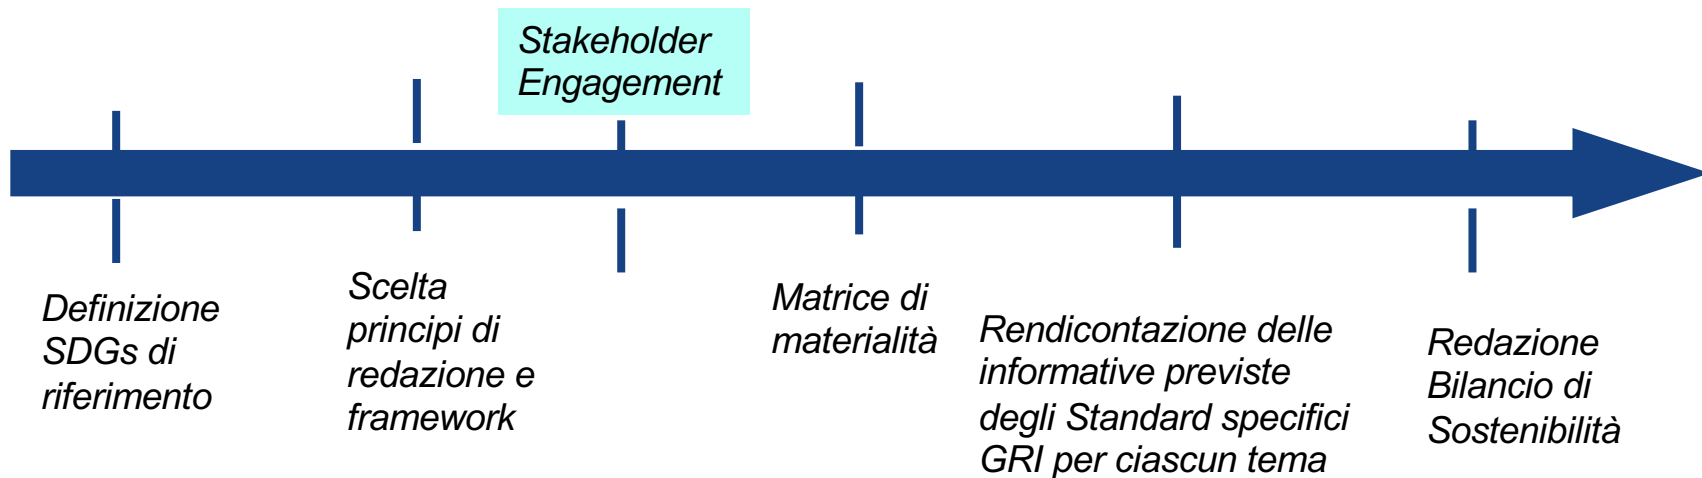 Stakeholder
Engagement
Definizione
SDGs di
riferimento
Scelta
principi di
redazione e
framework
Matrice di
materialità
Rendicontazione delle
informative previste
degli Standard specifici
GRI per ciascun tema
Redazione
Bilancio di
Sostenibilità